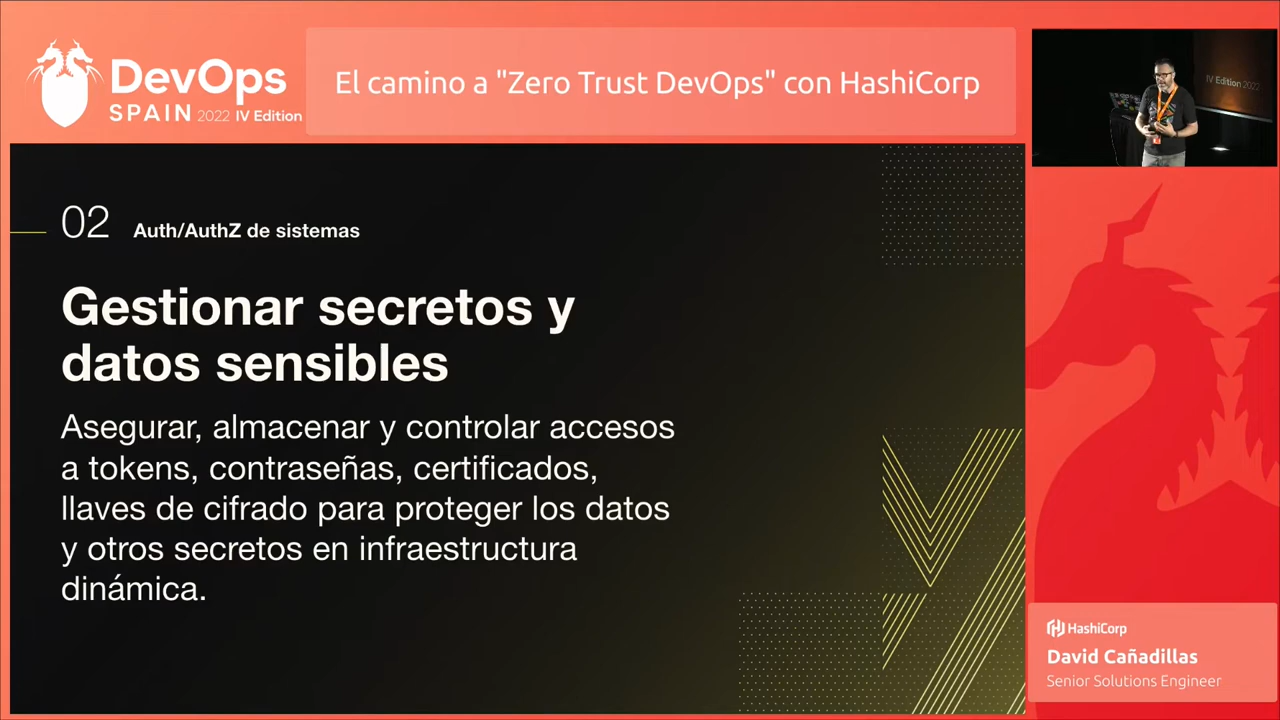 DevOps
SPAIN 2022 IV Edition
El camino a "Zero Trust DevOps" con HashiCorp
IV Edition 2022
02 Auth/AuthZ de sistemas
Gestionar secretos y
datos sensibles
Asegurar, almacenar y controlar accesos
a tokens, contraseñas, certificados,
llaves de cifrado para proteger los datos
y otros secretos en infraestructura
dinámica.
HashiCorp
David Cañadillas
Senior Solutions Engineer